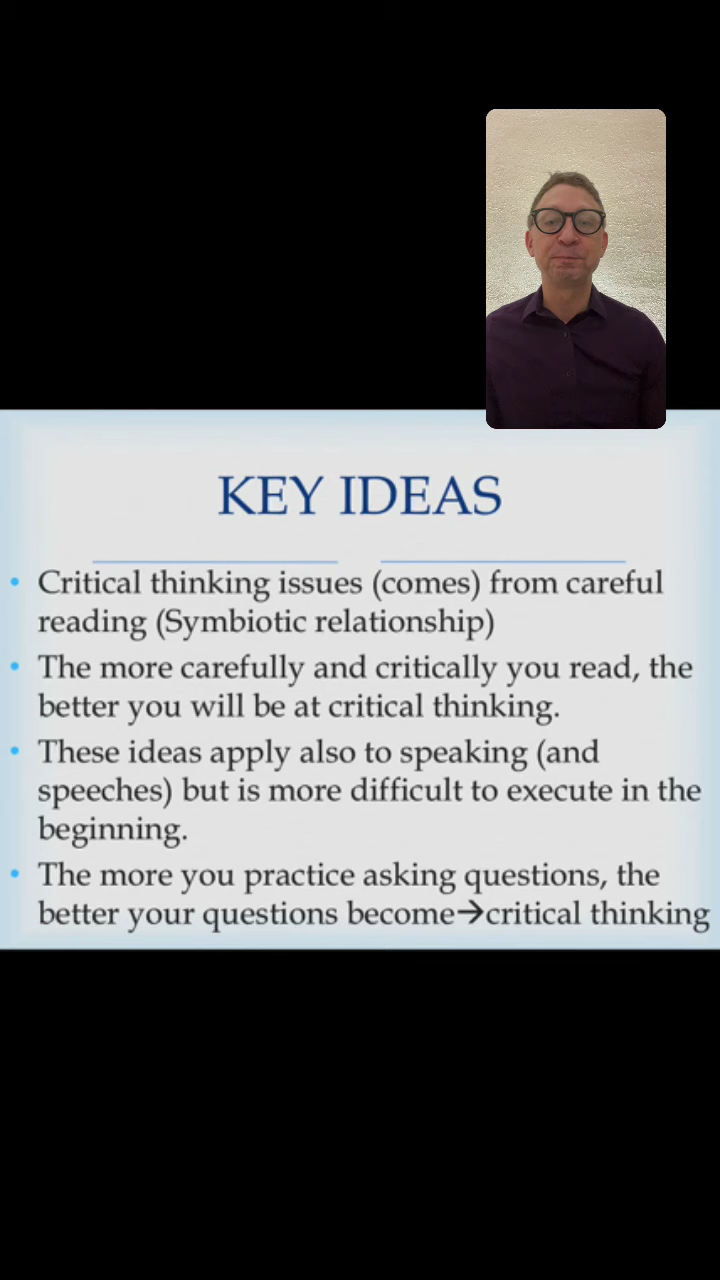 KEY IDEAS
• Critical thinking issues (comes) from careful
reading (Symbiotic relationship)
• The more carefully and critically you read, the
better you will be at critical thinking.
• These ideas apply also to speaking (and
speeches) but is more difficult to execute in the
beginning.
• The more you practice asking questions, the
better your questions become→critical thinking